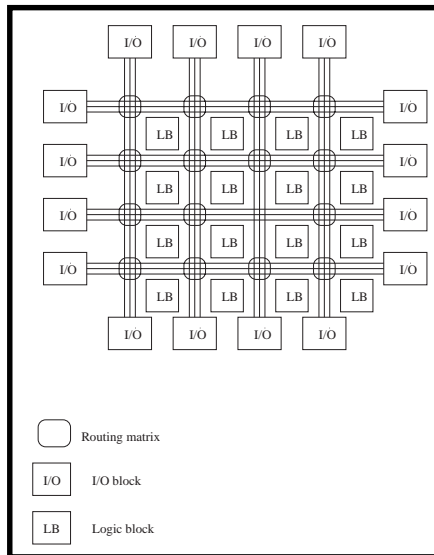 I/O I/O I/O I/O
I/O I/O
LB LB LB LB
I/O I/O
LB LB LB LB
I/O I/O
LB LB LB LB
I/O I/O
LB LB LB LB
I/O I/O I/O I/O
Routing matrix
I/O I/O block
LB Logic block